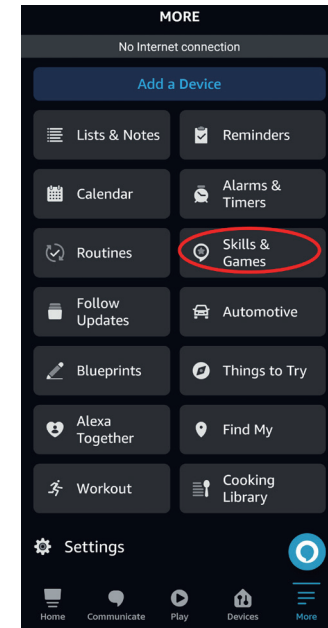 MORE
No Internet connection
Add a Device
Lists & Notes
Reminders
Calendar
Alarms &
Timers
Routines
Skills &
Games
Follow
Updates
Automotive
Blueprints
Things to Try
Alexa
Together
Find My
Workout
Cooking
Library
Settings
Home
Communicate
Play
Devices
More